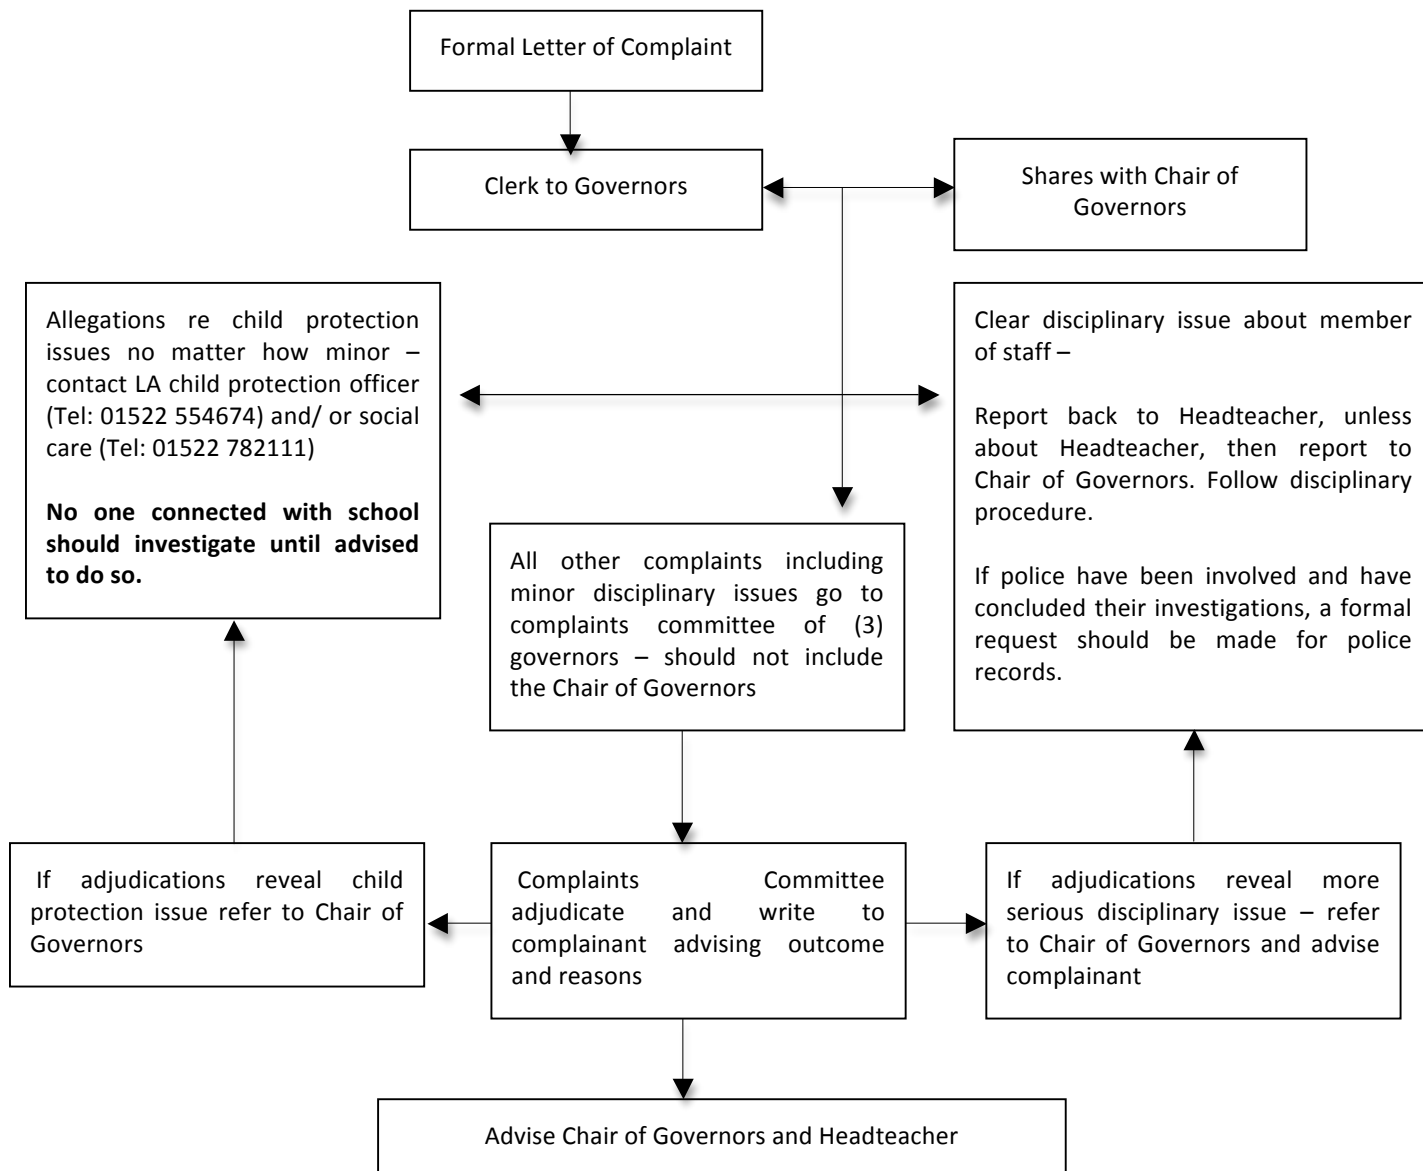 Formal Letter of Complaint
Clerk to Governors
Shares with Chair of
Governors
Allegations re child protection
issues no matter how minor –
contact LA child protection officer
(Tel: 01522 554674) and/ or social
care (Tel: 01522 782111)
No one connected with school
should investigate until advised
to do so.
Clear disciplinary issue about member
of staff –
Report back to Headteacher, unless
about Headteacher, then report to
Chair of Governors. Follow disciplinary
procedure.
If police have been involved and have
concluded their investigations, a formal
request should be made for police
records.
All other complaints including
minor disciplinary issues go to
complaints committee of (3)
governors – should not include
the Chair of Governors
If adjudications reveal child
protection issue refer to Chair of
Governors
Complaints Committee
adjudicate and write to
complainant advising outcome
and reasons
If adjudications reveal more
serious disciplinary issue – refer
to Chair of Governors and advise
complainant
Advise Chair of Governors and Headteacher